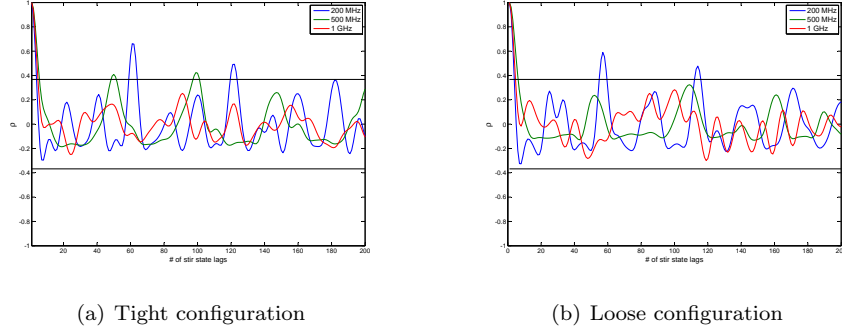 1
0.8
0.6
0.4
0.2
0
-0.2
-0.4
-0.6
-0.8
-1
ρ
20 40 60 80 100 120 140 160 180 200
# of stir state lags
200 MHz
500 MHz
1 GHz
(a) Tight configuration
1
0.8
0.6
0.4
0.2
0
-0.2
-0.4
-0.6
-0.8
-1
ρ
0 20 40 60 80 100 120 140 160 180 200
# of stir state lags
200 MHz
500 MHz
1 GHz
(b) Loose configuration